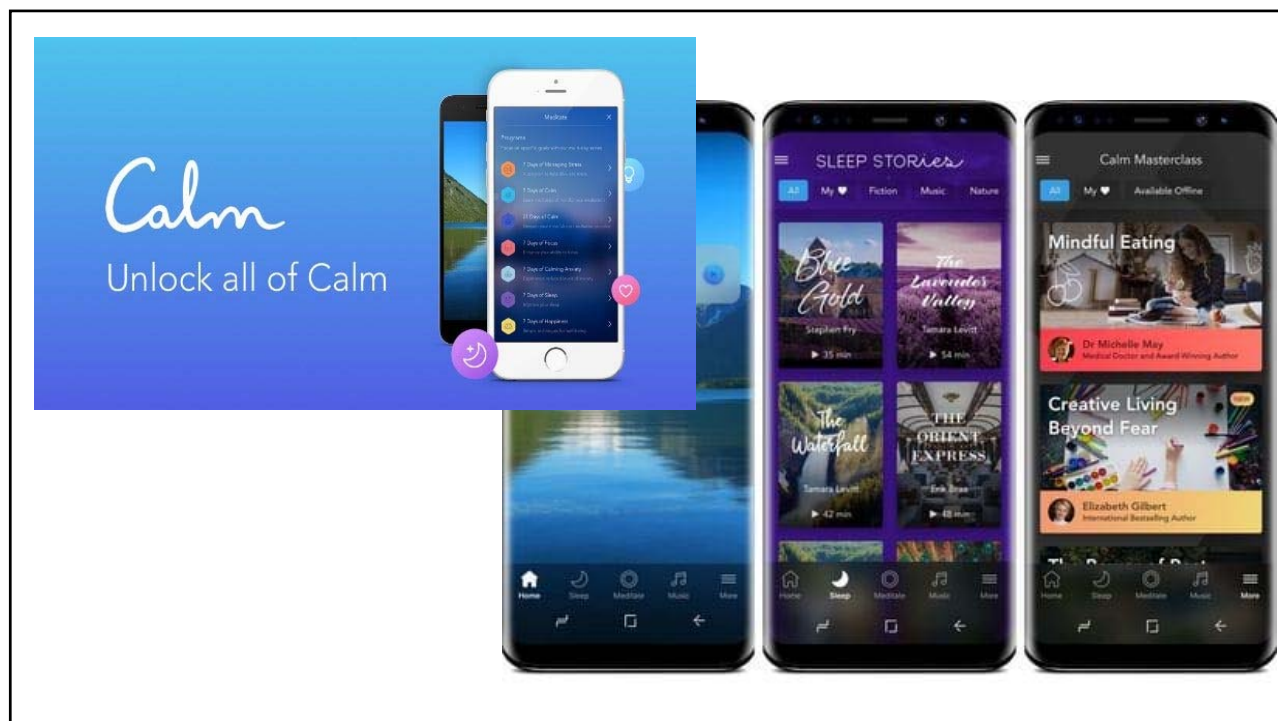 Calm
Unlock all of Calm
Meditate
Programs
7 Days of Managing Stress
7 Days of Calm
21 Days of Calm
7 Days of Focus
7 Days of Calming Anxiety
7 Days of Sleep
7 Days of Happiness
Home
Sleep
Meditate
Music
More
SLEEP STORies
All
My
Fiction
Music
Nature
Blue Gold
Stephen Fry
35 min
The Lavender Valley
Tamara Levitt
54 min
The Waterfall
Tamara Levitt
42 min
THE ORIENT EXPRESS
Erik Braa
48 min
Home
Sleep
Meditate
Music
More
Calm Masterclass
All
My
Available Offline
Mindful Eating
Dr Michelle May
Medical Doctor and Award-Winning Author
Creative Living
Beyond Fear
NEW
Elizabeth Gilbert
International Bestselling Author
Home
Sleep
Meditate
Music
More